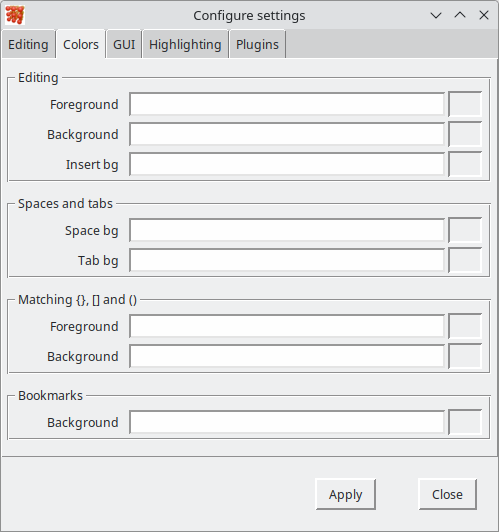 Configure settings
Editing Colors GUI Highlighting Plugins
Editing
Foreground
Background
Insert bg
Spaces and tabs
Space bg
Tab bg
Matching {}, [] and ()
Foreground
Background
Bookmarks
Background
Apply Close